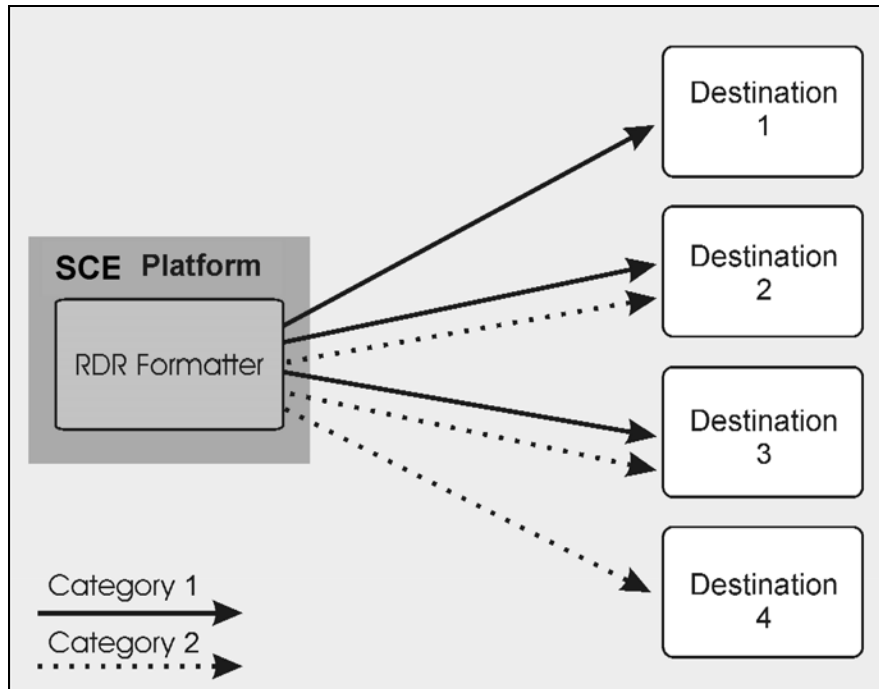 Destination
1
Destination
2
SCE Platform
RDR Formatter
Destination
3
Destination
4
Category 1
Category 2